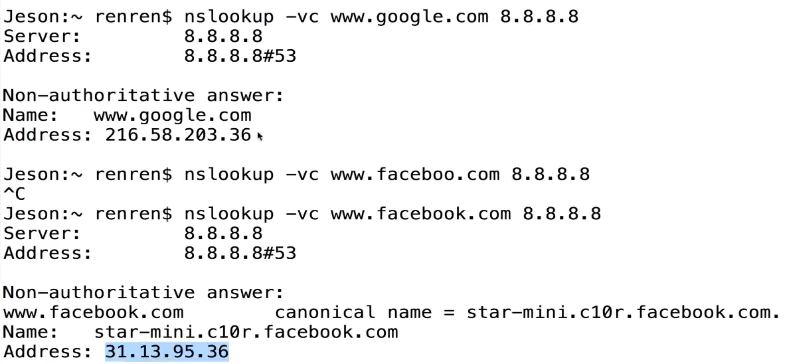 Jeson:~ renren$ nslookup -vc www.google.com 8.8.8.8
Server:         8.8.8.8
Address:        8.8.8.8#53

Non-authoritative answer:
Name:   www.google.com
Address: 216.58.203.36

Jeson:~ renren$ nslookup -vc www.faceboo.com 8.8.8.8
^C
Jeson:~ renren$ nslookup -vc www.facebook.com 8.8.8.8
Server:         8.8.8.8
Address:        8.8.8.8#53

Non-authoritative answer:
www.facebook.com        canonical name = star-mini.c10r.facebook.com.
Name:   star-mini.c10r.facebook.com
Address: 31.13.95.36